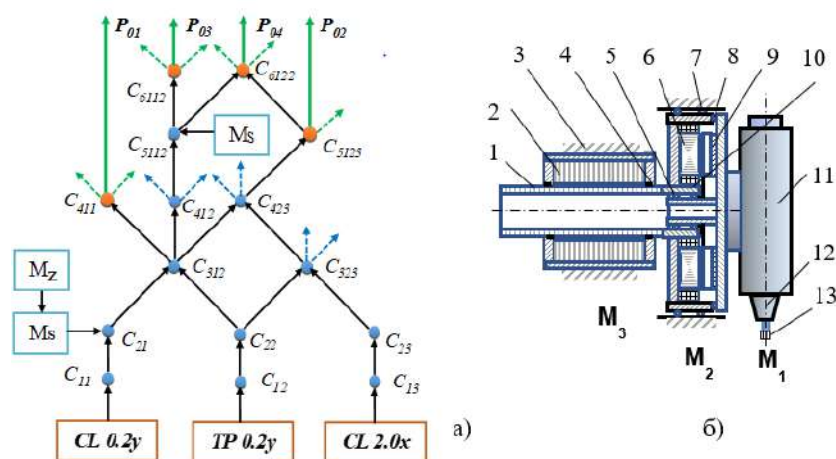 P01 P03 P04 P02
C6112 C6122
C5112 Ms C5123
C411 C412 C423
Mz C312 C523
Ms C21 C22 C23
C11 C12 C13
CL 0.2y TP 0.2y CL 2.0x
а)
1 2 3 4 5 6 7 8 9 10
11
12
13
M3 M2 M1
б)